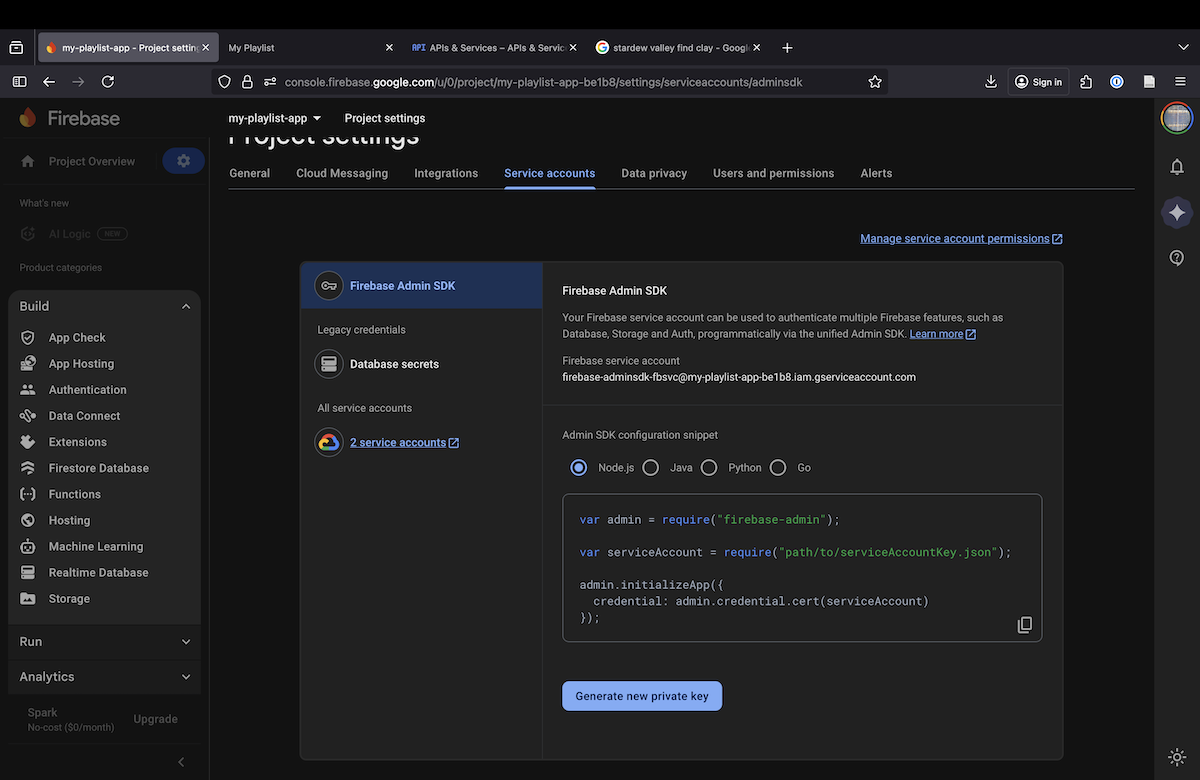 my-playlist-app - Project setting
My Playlist
API APIs & Services – APIs & Servic
stardew valley find clay - Google
console.firebase.google.com/u/0/project/my-playlist-app-be1b8/settings/serviceaccounts/adminsdk
Sign in
Firebase
my-playlist-app
Project settings
Project settings
Project Overview
General
Cloud Messaging
Integrations
Service accounts
Data privacy
Users and permissions
Alerts
What's new
AI Logic NEW
Product categories
Build
App Check
App Hosting
Authentication
Data Connect
Extensions
Firestore Database
Functions
Hosting
Machine Learning
Realtime Database
Storage
Run
Analytics
Spark
No-cost ($0/month)
Upgrade
Manage service account permissions
Firebase Admin SDK
Legacy credentials
Database secrets
All service accounts
2 service accounts
Firebase Admin SDK
Your Firebase service account can be used to authenticate multiple Firebase features, such as
Database, Storage and Auth, programmatically via the unified Admin SDK. Learn more
Firebase service account
firebase-adminsdk-fbsvc@my-playlist-app-be1b8.iam.gserviceaccount.com
Admin SDK configuration snippet
Node.js Java Python Go
var admin = require("firebase-admin");
var serviceAccount = require("path/to/serviceAccountKey.json");
admin.initializeApp({
credential: admin.credential.cert(serviceAccount)
});
Generate new private key